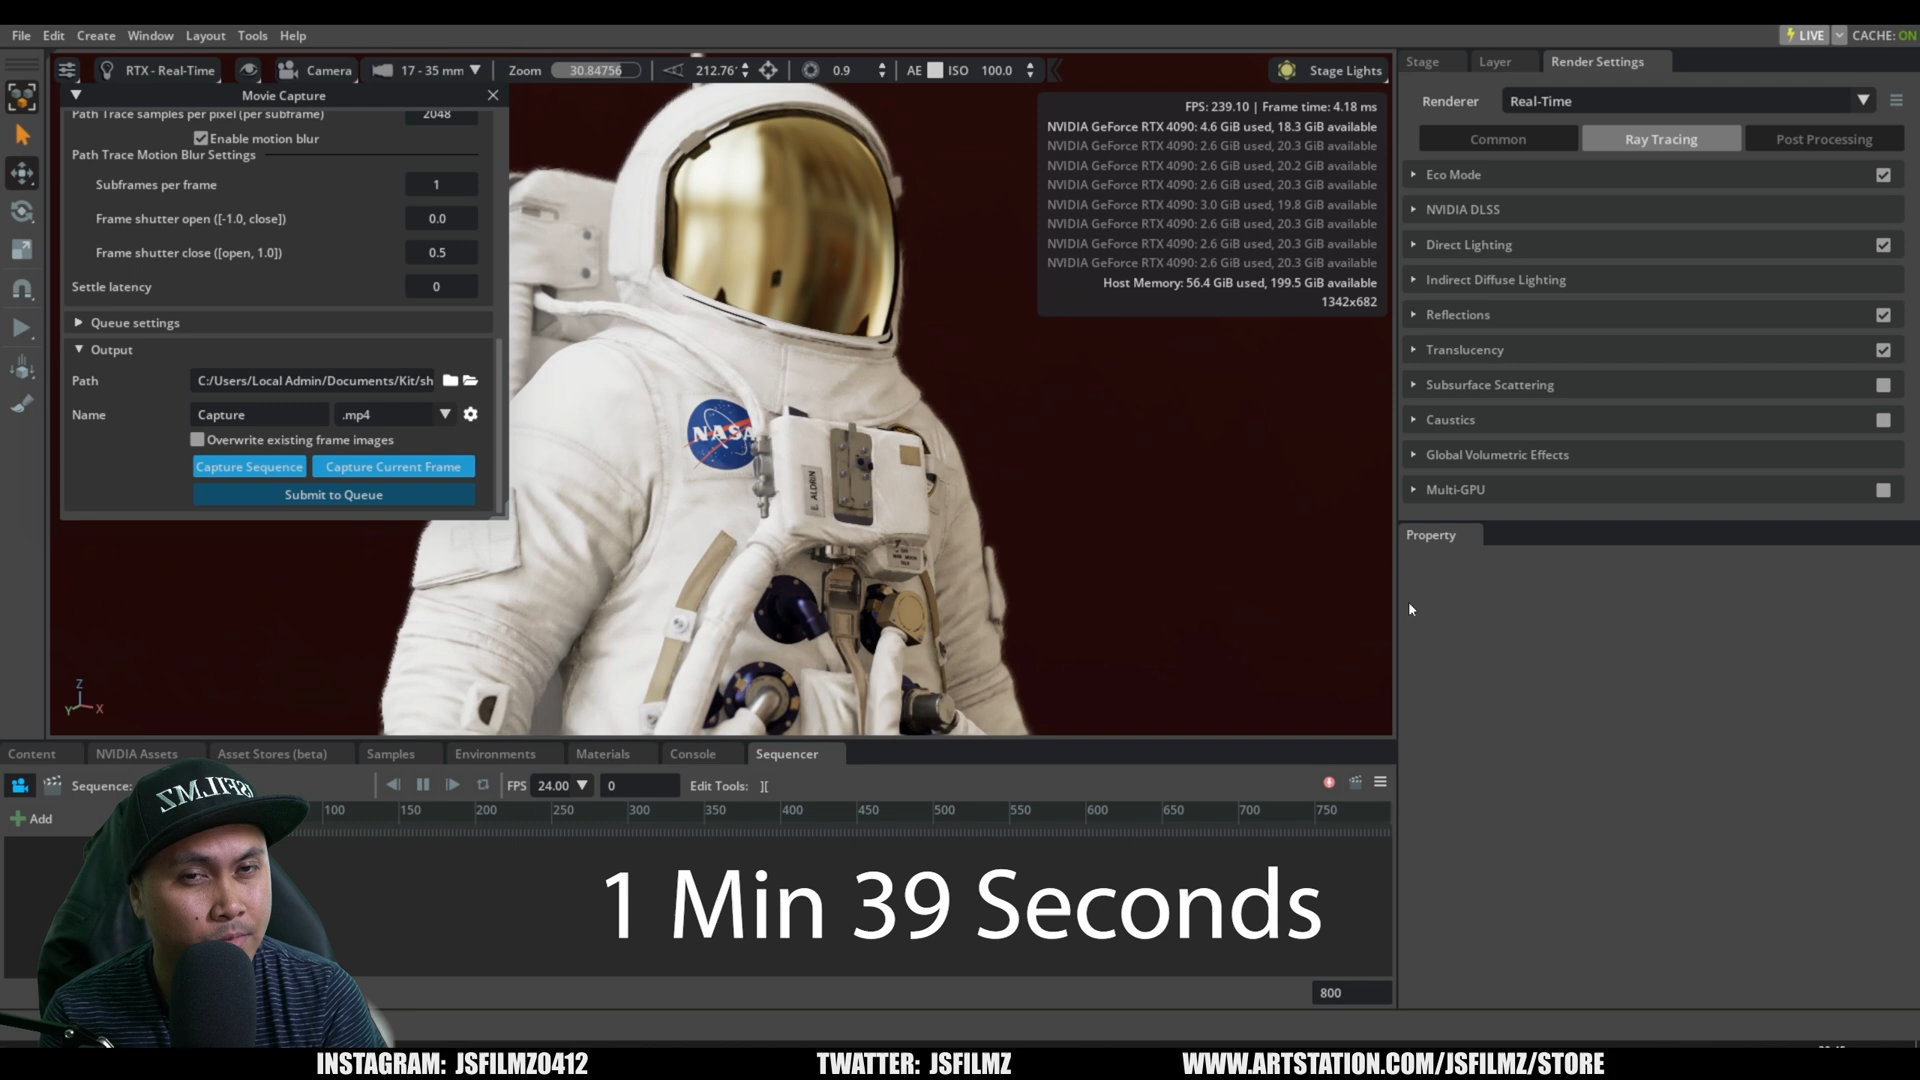 File Edit Create Window Layout Tools Help
LIVE CACHE: ON
RTX - Real-Time Camera 17 - 35 mm Zoom 30.84756 212.76 0.9 AE ISO 100.0 Stage Lights
Movie Capture
Path Trace samples per pixel (per subframe) 2048
Enable motion blur
Path Trace Motion Blur Settings
Subframes per frame 1
Frame shutter open ([-1.0, close]) 0.0
Frame shutter close ([open, 1.0]) 0.5
Settle latency 0
Queue settings
Output
Path C:/Users/Local Admin/Documents/Kit/sh
Name Capture .mp4
Overwrite existing frame images
Capture Sequence Capture Current Frame
Submit to Queue
FPS: 239.10 | Frame time: 4.18 ms
NVIDIA GeForce RTX 4090: 4.6 GiB used, 18.3 GiB available
NVIDIA GeForce RTX 4090: 2.6 GiB used, 20.3 GiB available
NVIDIA GeForce RTX 4090: 2.6 GiB used, 20.2 GiB available
NVIDIA GeForce RTX 4090: 2.6 GiB used, 20.3 GiB available
NVIDIA GeForce RTX 4090: 3.0 GiB used, 19.8 GiB available
NVIDIA GeForce RTX 4090: 2.6 GiB used, 20.3 GiB available
NVIDIA GeForce RTX 4090: 2.6 GiB used, 20.3 GiB available
NVIDIA GeForce RTX 4090: 2.6 GiB used, 20.3 GiB available
Host Memory: 56.4 GiB used, 199.5 GiB available
1342x682
NASA
E. ALDRIN
Z
Y X
Stage Layer Render Settings
Renderer Real-Time
Common Ray Tracing Post Processing
Eco Mode
NVIDIA DLSS
Direct Lighting
Indirect Diffuse Lighting
Reflections
Translucency
Subsurface Scattering
Caustics
Global Volumetric Effects
Multi-GPU
Property
Content NVIDIA Assets Asset Stores (beta) Samples Environments Materials Console Sequencer
Sequence: FPS 24.00 0 Edit Tools: ][
Add 100 150 200 250 300 350 400 450 500 550 600 650 700 750
JSFILMZ
1 Min 39 Seconds
800
INSTAGRAM: JSFILMZ0412 TWATTER: JSFILMZ WWW.ARTSTATION.COM/JSFILMZ/STORE